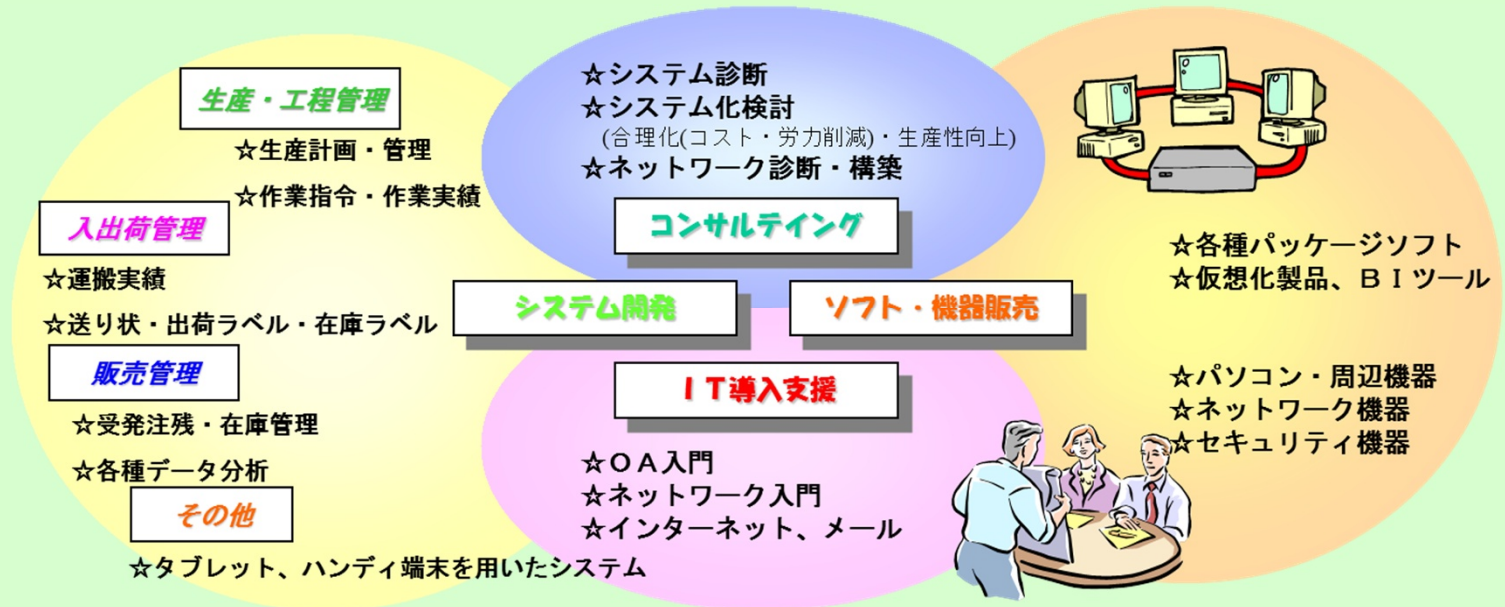 生産・工程管理
☆生産計画・管理
☆作業指令・作業実績
入出荷管理
☆運搬実績
☆送り状・出荷ラベル・在庫ラベル
販売管理
☆受発注残・在庫管理
☆各種データ分析
その他
☆タブレット、ハンディ端末を用いたシステム
システム開発
☆システム診断
☆システム化検討
(合理化(コスト・労力削減)・生産性向上)
☆ネットワーク診断・構築
コンサルテイング
ソフト・機器販売
☆各種パッケージソフト
☆仮想化製品、ＢＩツール
☆パソコン・周辺機器
☆ネットワーク機器
☆セキュリティ機器
ＩＴ導入支援
☆ＯＡ入門
☆ネットワーク入門
☆インターネット、メール